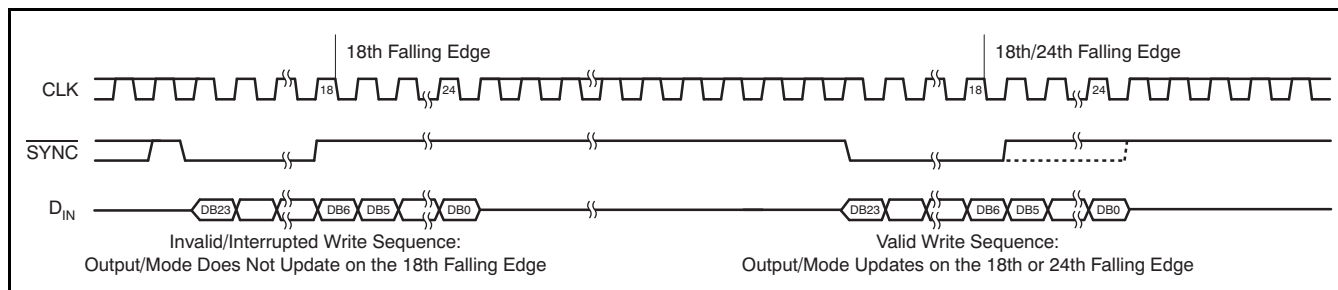 18th Falling Edge 18th/24th Falling Edge
CLK 18 24 18 24
SYNC
DIN DB23 DB6 DB5 DB0 DB23 DB6 DB5 DB0
Invalid/Interrupted Write Sequence: Valid Write Sequence:
Output/Mode Does Not Update on the 18th Falling Edge Output/Mode Updates on the 18th or 24th Falling Edge